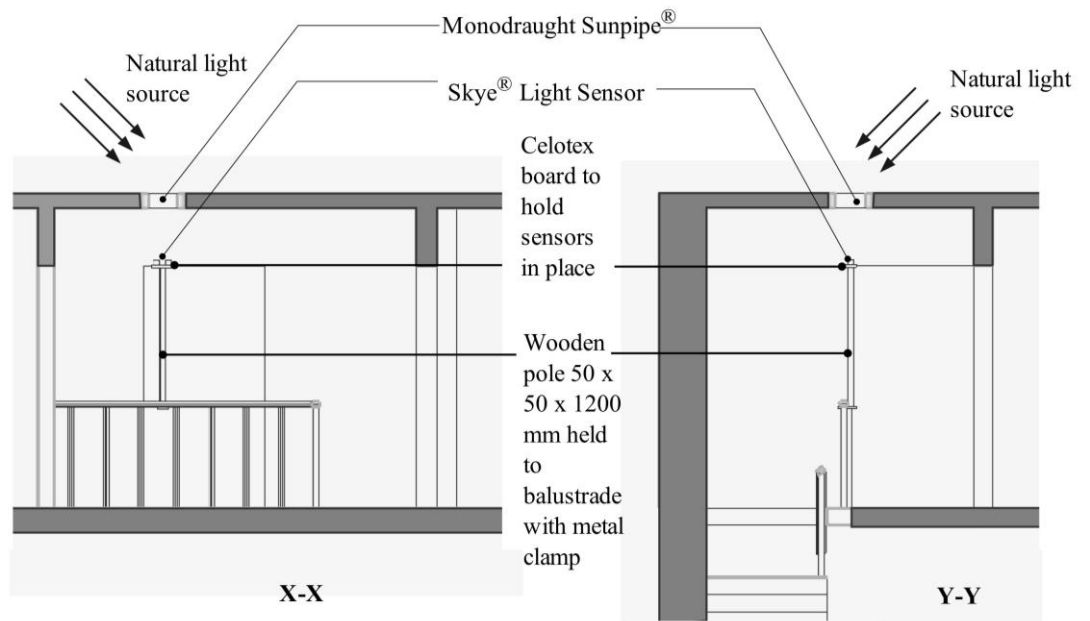 Monodraught Sunpipe®
Natural light
source
Skye® Light Sensor
Natural light
source
Celotex
board to
hold
sensors
in place
Wooden
pole 50 x
50 x 1200
mm held
to
balustrade
with metal
clamp
X-X
Y-Y